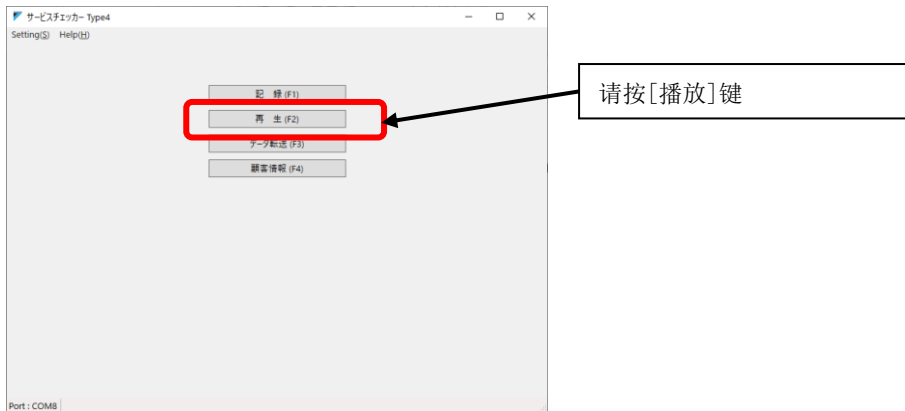 サービスチェッカー Type4
Setting(S) Help(H)
記 録 (F1)
再 生 (F2)
データ転送 (F3)
顧客情報 (F4)
请按[播放]键
Port : COM8